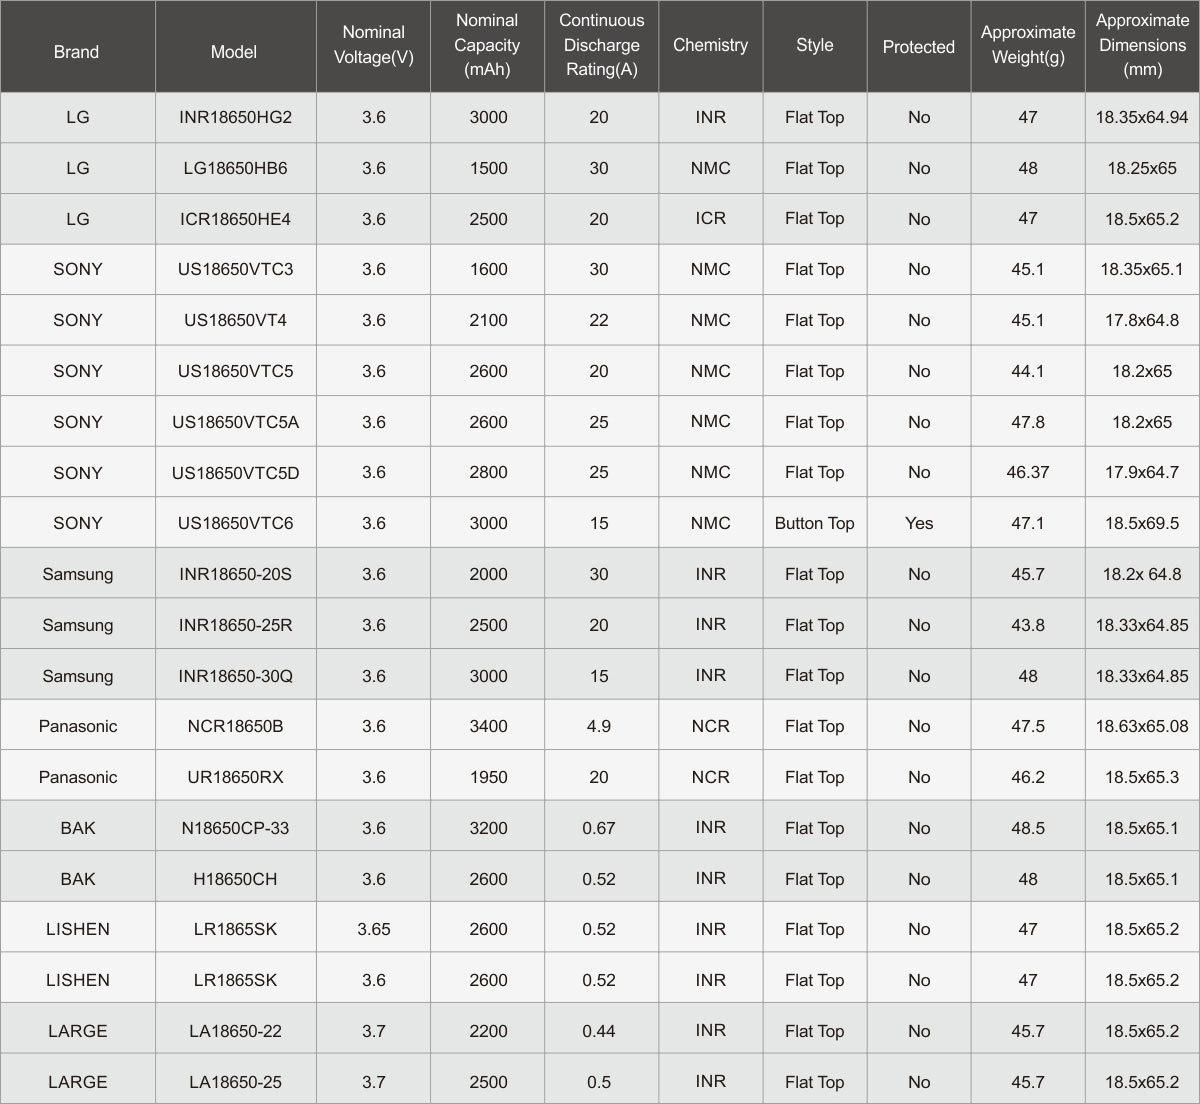 Brand Model Nominal Voltage(V) Nominal Capacity (mAh) Continuous Discharge Rating(A) Chemistry Style Protected Approximate Weight(g) Approximate Dimensions (mm)
LG INR18650HG2 3.6 3000 20 INR Flat Top No 47 18.35x64.94
LG LG18650HB6 3.6 1500 30 NMC Flat Top No 48 18.25x65
LG ICR18650HE4 3.6 2500 20 ICR Flat Top No 47 18.5x65.2
SONY US18650VTC3 3.6 1600 30 NMC Flat Top No 45.1 18.35x65.1
SONY US18650VT4 3.6 2100 22 NMC Flat Top No 45.1 17.8x64.8
SONY US18650VTC5 3.6 2600 20 NMC Flat Top No 44.1 18.2x65
SONY US18650VTC5A 3.6 2600 25 NMC Flat Top No 47.8 18.2x65
SONY US18650VTC5D 3.6 2800 25 NMC Flat Top No 46.37 17.9x64.7
SONY US18650VTC6 3.6 3000 15 NMC Button Top Yes 47.1 18.5x69.5
Samsung INR18650-20S 3.6 2000 30 INR Flat Top No 45.7 18.2x 64.8
Samsung INR18650-25R 3.6 2500 20 INR Flat Top No 43.8 18.33x64.85
Samsung INR18650-30Q 3.6 3000 15 INR Flat Top No 48 18.33x64.85
Panasonic NCR18650B 3.6 3400 4.9 NCR Flat Top No 47.5 18.63x65.08
Panasonic UR18650RX 3.6 1950 20 NCR Flat Top No 46.2 18.5x65.3
BAK N18650CP-33 3.6 3200 0.67 INR Flat Top No 48.5 18.5x65.1
BAK H18650CH 3.6 2600 0.52 INR Flat Top No 48 18.5x65.1
LISHEN LR1865SK 3.65 2600 0.52 INR Flat Top No 47 18.5x65.2
LISHEN LR1865SK 3.6 2600 0.52 INR Flat Top No 47 18.5x65.2
LARGE LA18650-22 3.7 2200 0.44 INR Flat Top No 45.7 18.5x65.2
LARGE LA18650-25 3.7 2500 0.5 INR Flat Top No 45.7 18.5x65.2